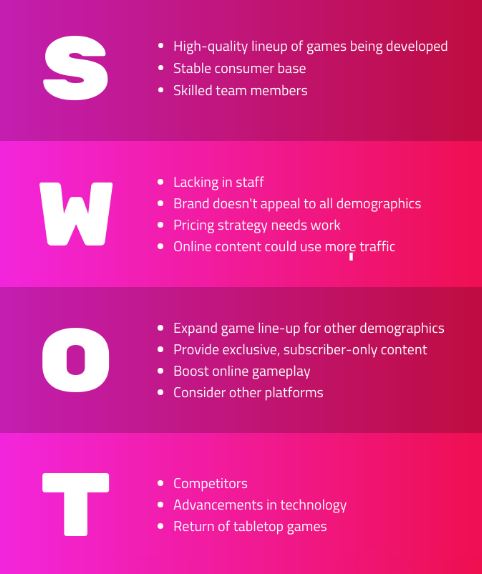 S
• High-quality lineup of games being developed
• Stable consumer base
• Skilled team members
W
• Lacking in staff
• Brand doesn't appeal to all demographics
• Pricing strategy needs work
• Online content could use more traffic
O
• Expand game line-up for other demographics
• Provide exclusive, subscriber-only content
• Boost online gameplay
• Consider other platforms
T
• Competitors
• Advancements in technology
• Return of tabletop games